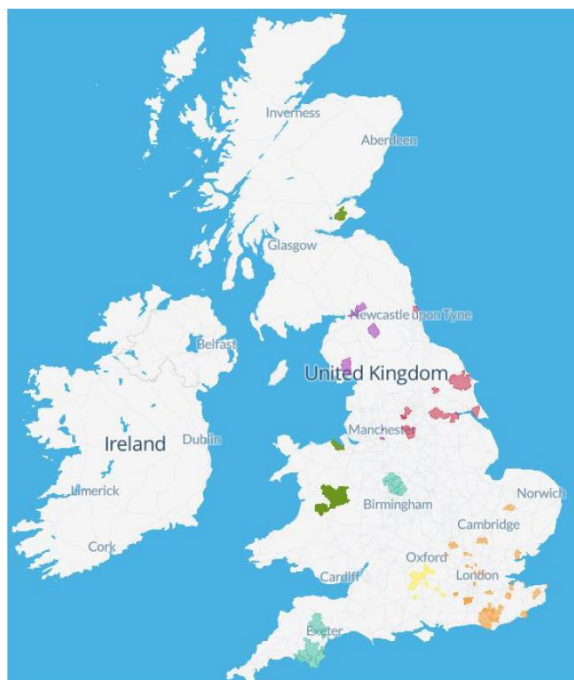 Inverness
Aberdeen
Glasgow
Newcastle upon Tyne
Belfast
United Kingdom
Ireland
Dublin
Manchester
Limerick
Birmingham
Norwich
Cambridge
Cork
Oxford
Cardiff
London
Exeter